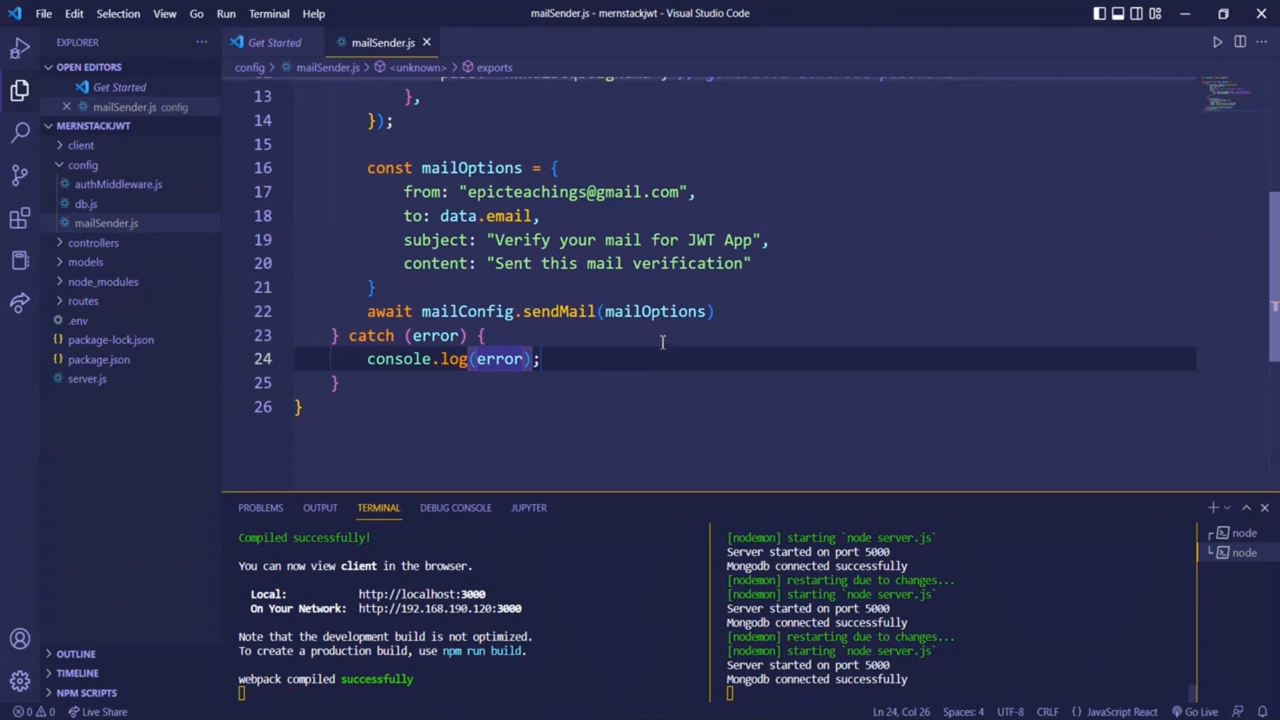 File Edit Selection View Go Run Terminal Help
mailSender.js - mernstackjwt - Visual Studio Code
EXPLORER
OPEN EDITORS
Get Started
mailSender.js config
MERNSTACKJWT
client
config
authMiddleware.js
db.js
mailSender.js
controllers
models
node_modules
routes
.env
package-lock.json
package.json
server.js
OUTLINE
TIMELINE
NPM SCRIPTS
Get Started mailSender.js
config > mailSender.js > <unknown> > exports
13 },
14 });
15
16 const mailOptions = {
17 from: "epicteachings@gmail.com",
18 to: data.email,
19 subject: "Verify your mail for JWT App",
20 content: "Sent this mail verification"
21 }
22 await mailConfig.sendMail(mailOptions)
23 } catch (error) {
24 console.log(error);
25 }
26 }
PROBLEMS OUTPUT TERMINAL DEBUG CONSOLE JUPYTER
Compiled successfully!
You can now view client in the browser.
Local: http://localhost:3000
On Your Network: http://192.168.190.120:3000
Note that the development build is not optimized.
To create a production build, use npm run build.
webpack compiled successfully
[nodemon] starting `node server.js`
Server started on port 5000
Mongodb connected successfully
[nodemon] restarting due to changes...
[nodemon] starting `node server.js`
Server started on port 5000
Mongodb connected successfully
[nodemon] restarting due to changes...
[nodemon] starting `node server.js`
Server started on port 5000
Mongodb connected successfully
node
node
0 0 Live Share
Ln 24, Col 26 Spaces: 4 UTF-8 CRLF {} JavaScript React Go Live